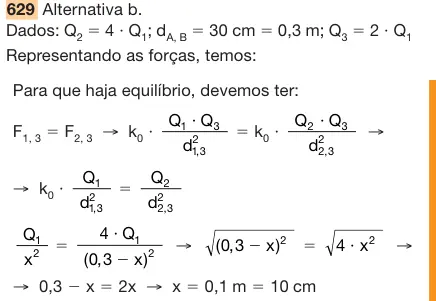 629 Alternativa b.
Dados: Q₂ = 4 · Q₁; d_A, B = 30 cm = 0,3 m; Q₃ = 2 · Q₁
Representando as forças, temos:
Para que haja equilíbrio, devemos ter:
F₁, ₃ = F₂, ₃ → k₀ · (Q₁ · Q₃)/(d²₁,₃) = k₀ · (Q₂ · Q₃)/(d²₂,₃) →
→ k₀ · Q₁/(d²₁,₃) = Q₂/(d²₂,₃)
Q₁/x² = (4 · Q₁)/(0,3 − x)² → √(0,3 − x)² = √4 · x² →
→ 0,3 − x = 2x → x = 0,1 m = 10 cm